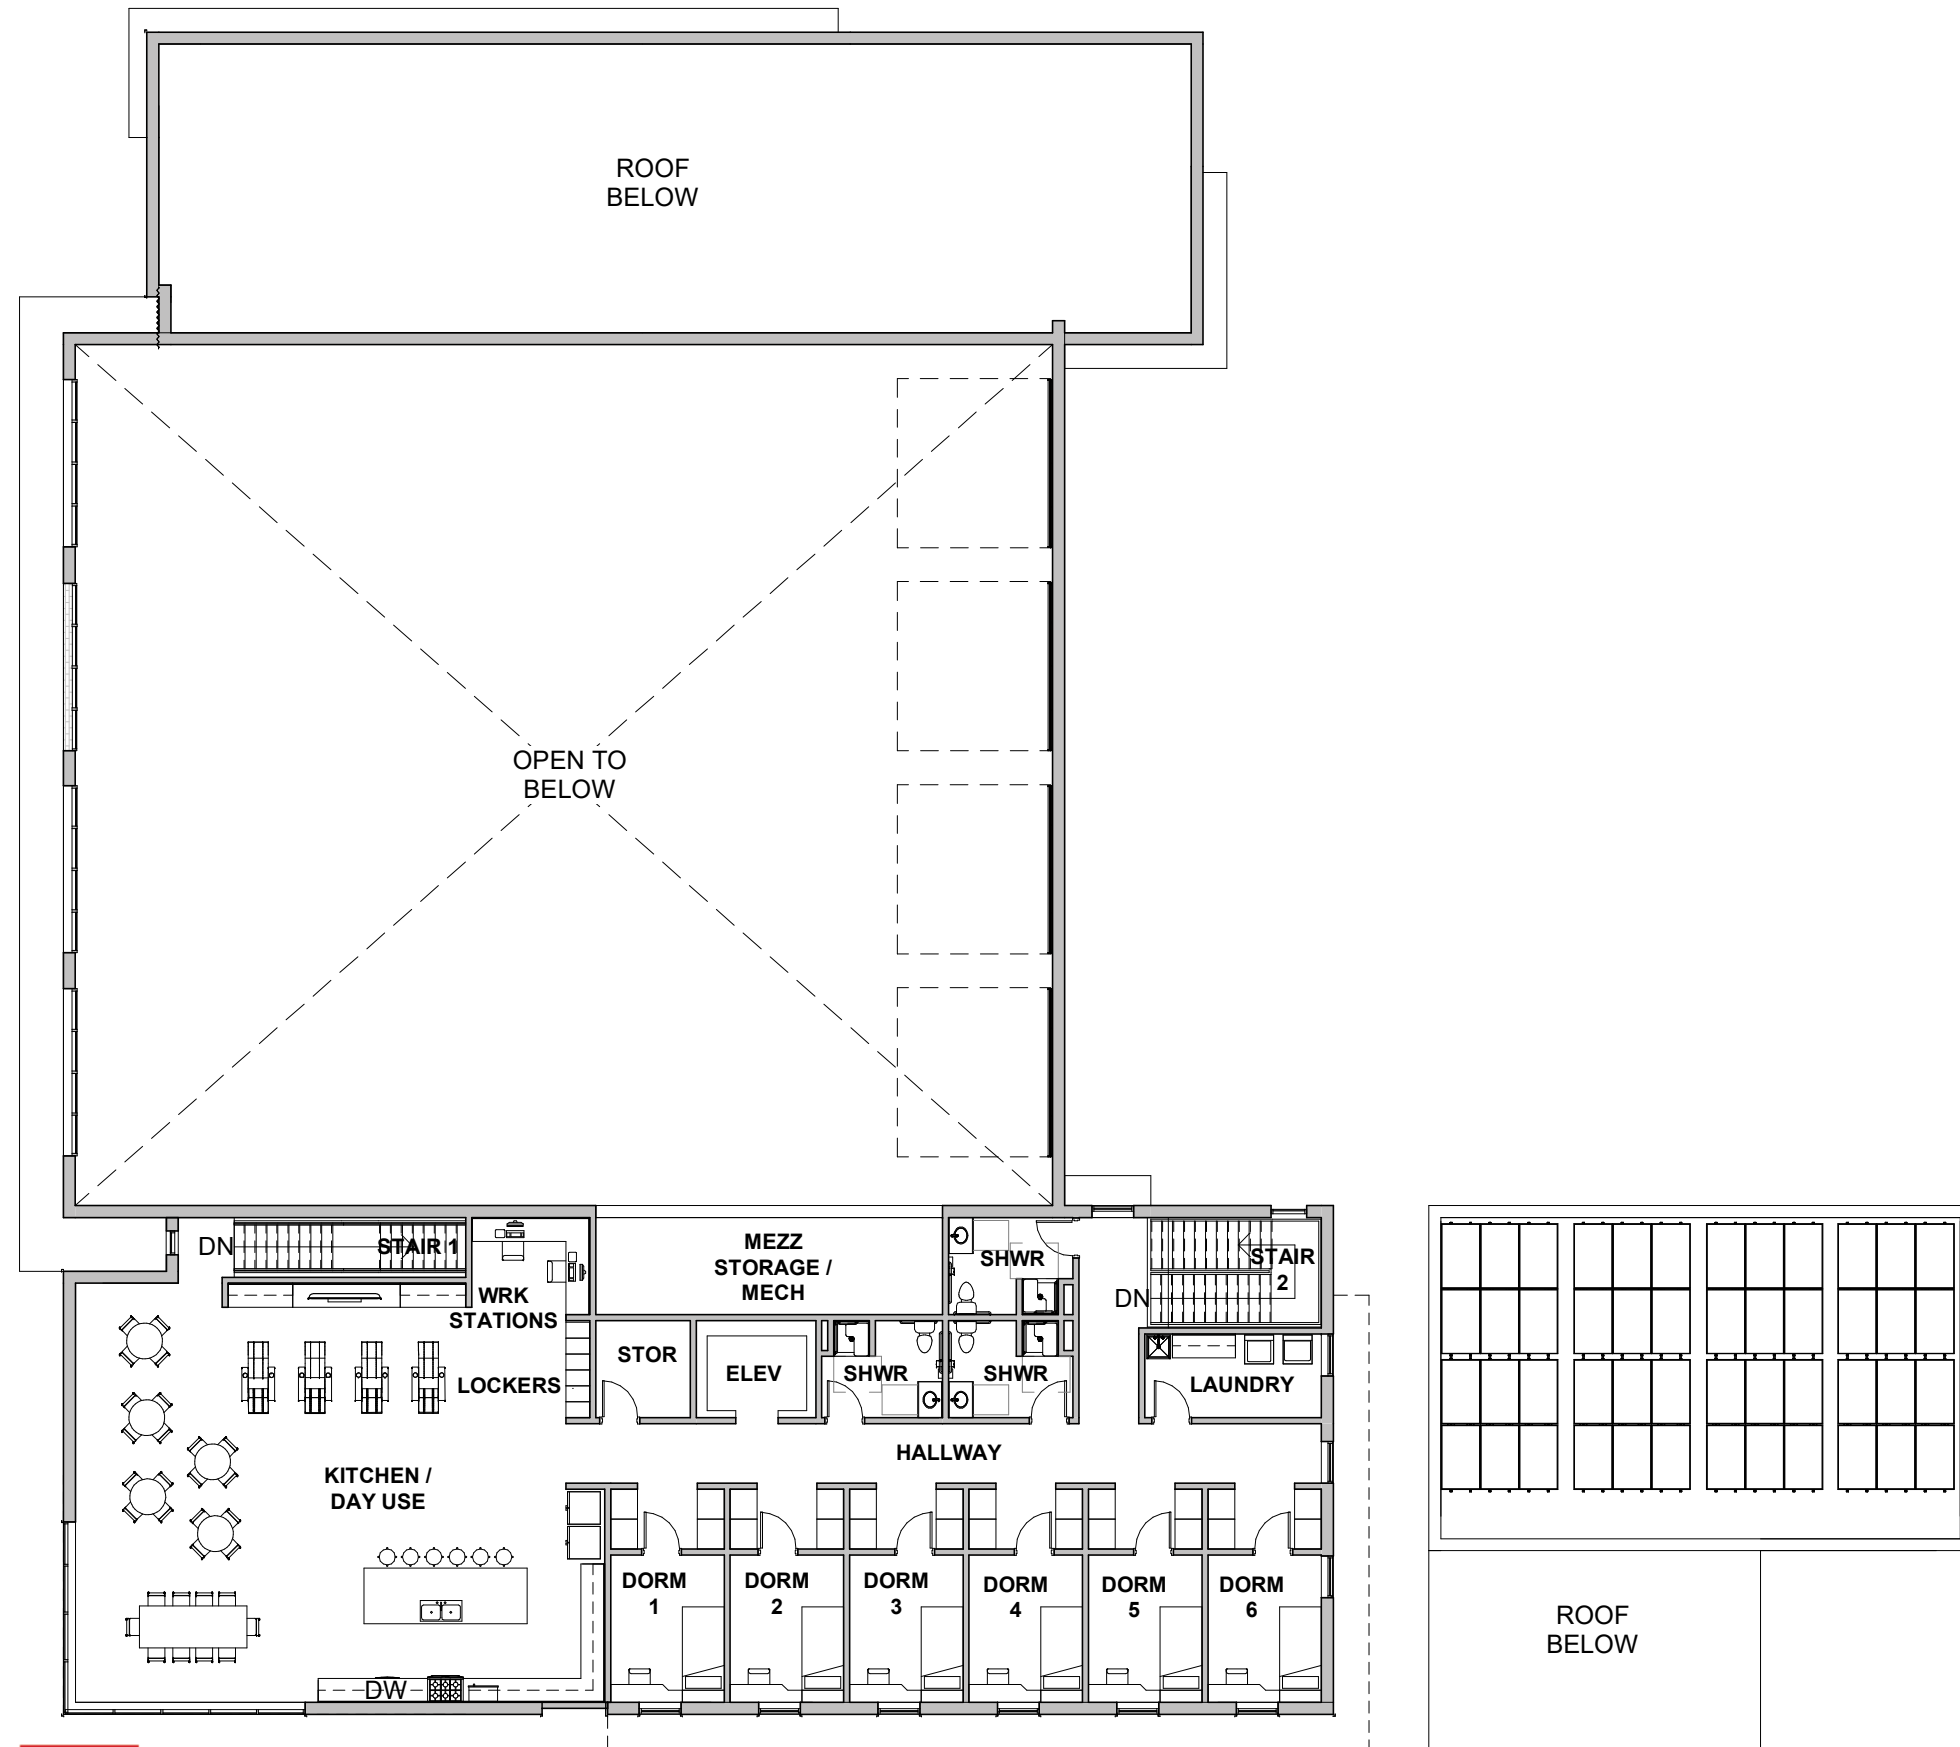 ROOF
BELOW
OPEN TO
BELOW
DN
STAIR 1
WRK
STATIONS
MEZZ
STORAGE /
MECH
SHWR
STAIR
2
DN
LOCKERS
STOR
ELEV
SHWR
SHWR
LAUNDRY
HALLWAY
KITCHEN /
DAY USE
DORM
1
DORM
2
DORM
3
DORM
4
DORM
5
DORM
6
DW
ROOF
BELOW